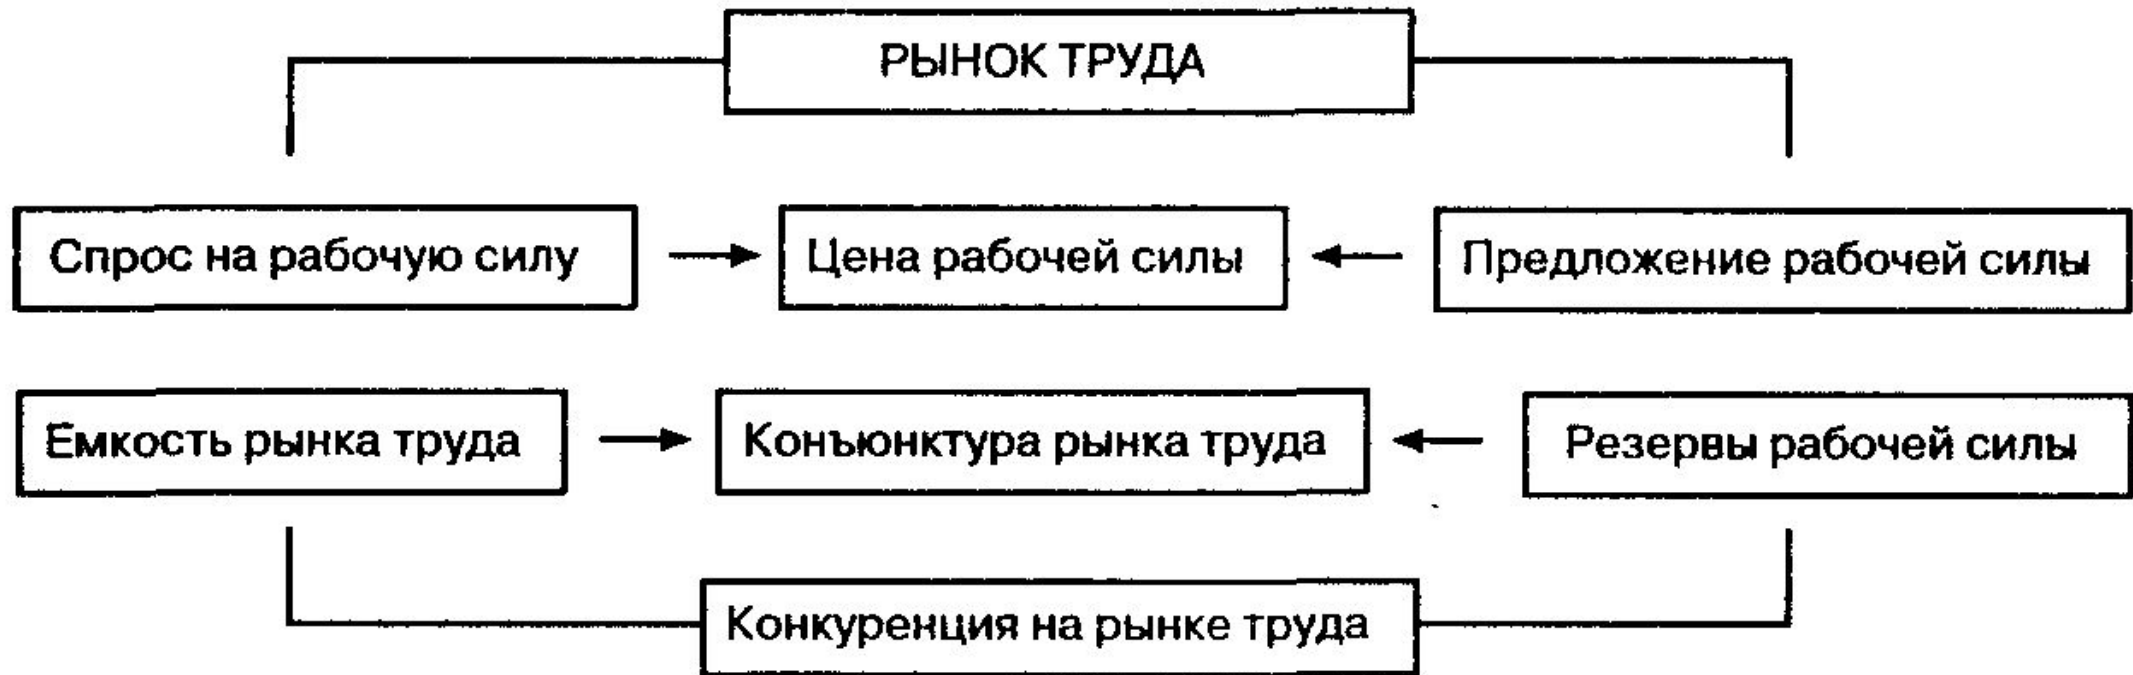 РЫНОК ТРУДА
Спрос на рабочую силу
Цена рабочей силы
Предложение рабочей силы
Емкость рынка труда
Конъюнктура рынка труда
Резервы рабочей силы
Конкуренция на рынке труда